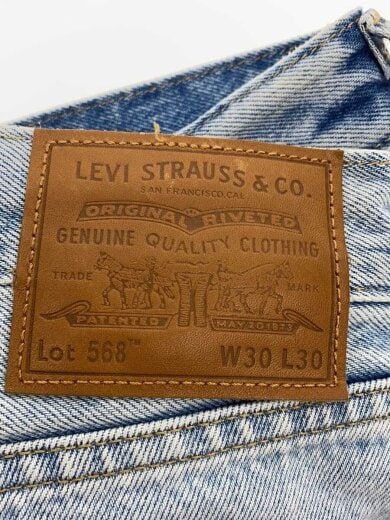 LEVI STRAUSS & CO.
SAN FRANCISCO, CAL
ORIGINAL RIVETED
GENUINE QUALITY CLOTHING
TRADE MARK
PATENTED MAY 20 1873
Lot 568™ W30 L30